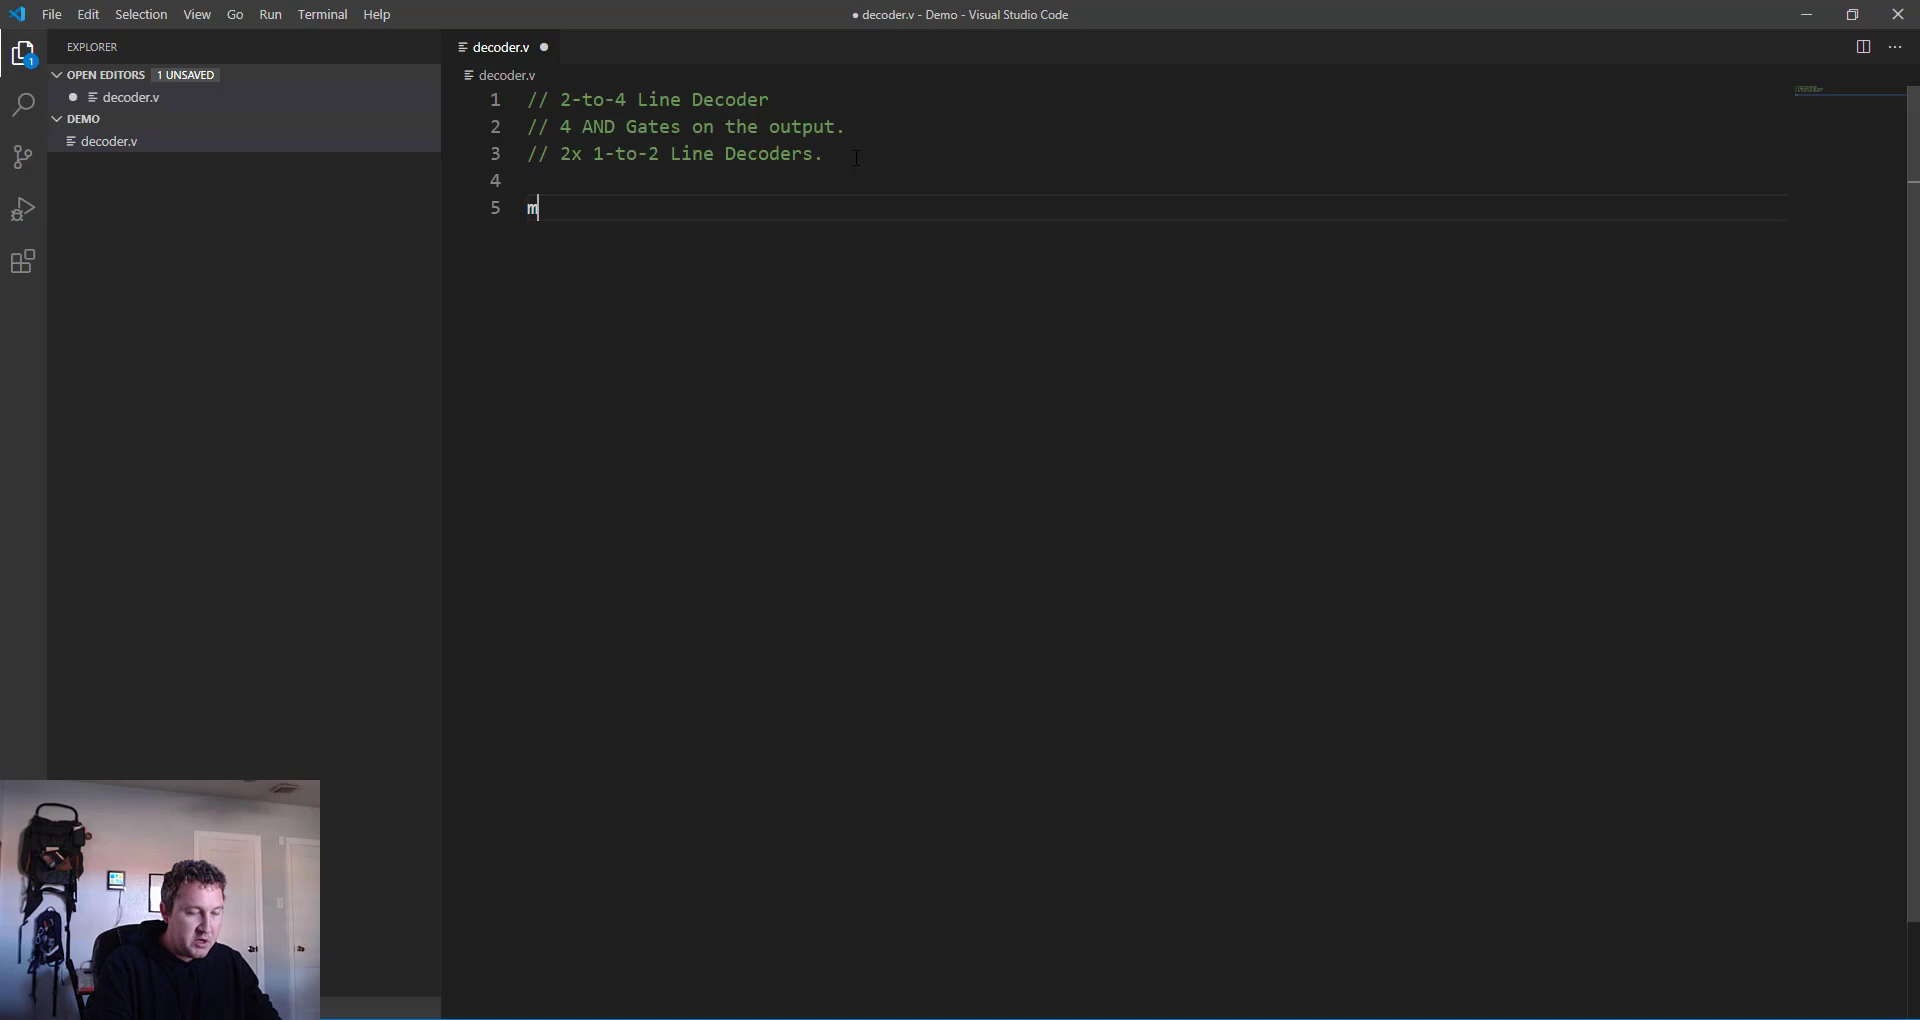 File Edit Selection View Go Run Terminal Help
● decoder.v - Demo - Visual Studio Code
EXPLORER
OPEN EDITORS 1 UNSAVED
decoder.v
DEMO
decoder.v
1
decoder.v
decoder.v
1 // 2-to-4 Line Decoder
2 // 4 AND Gates on the output.
3 // 2x 1-to-2 Line Decoders.
4
5 m